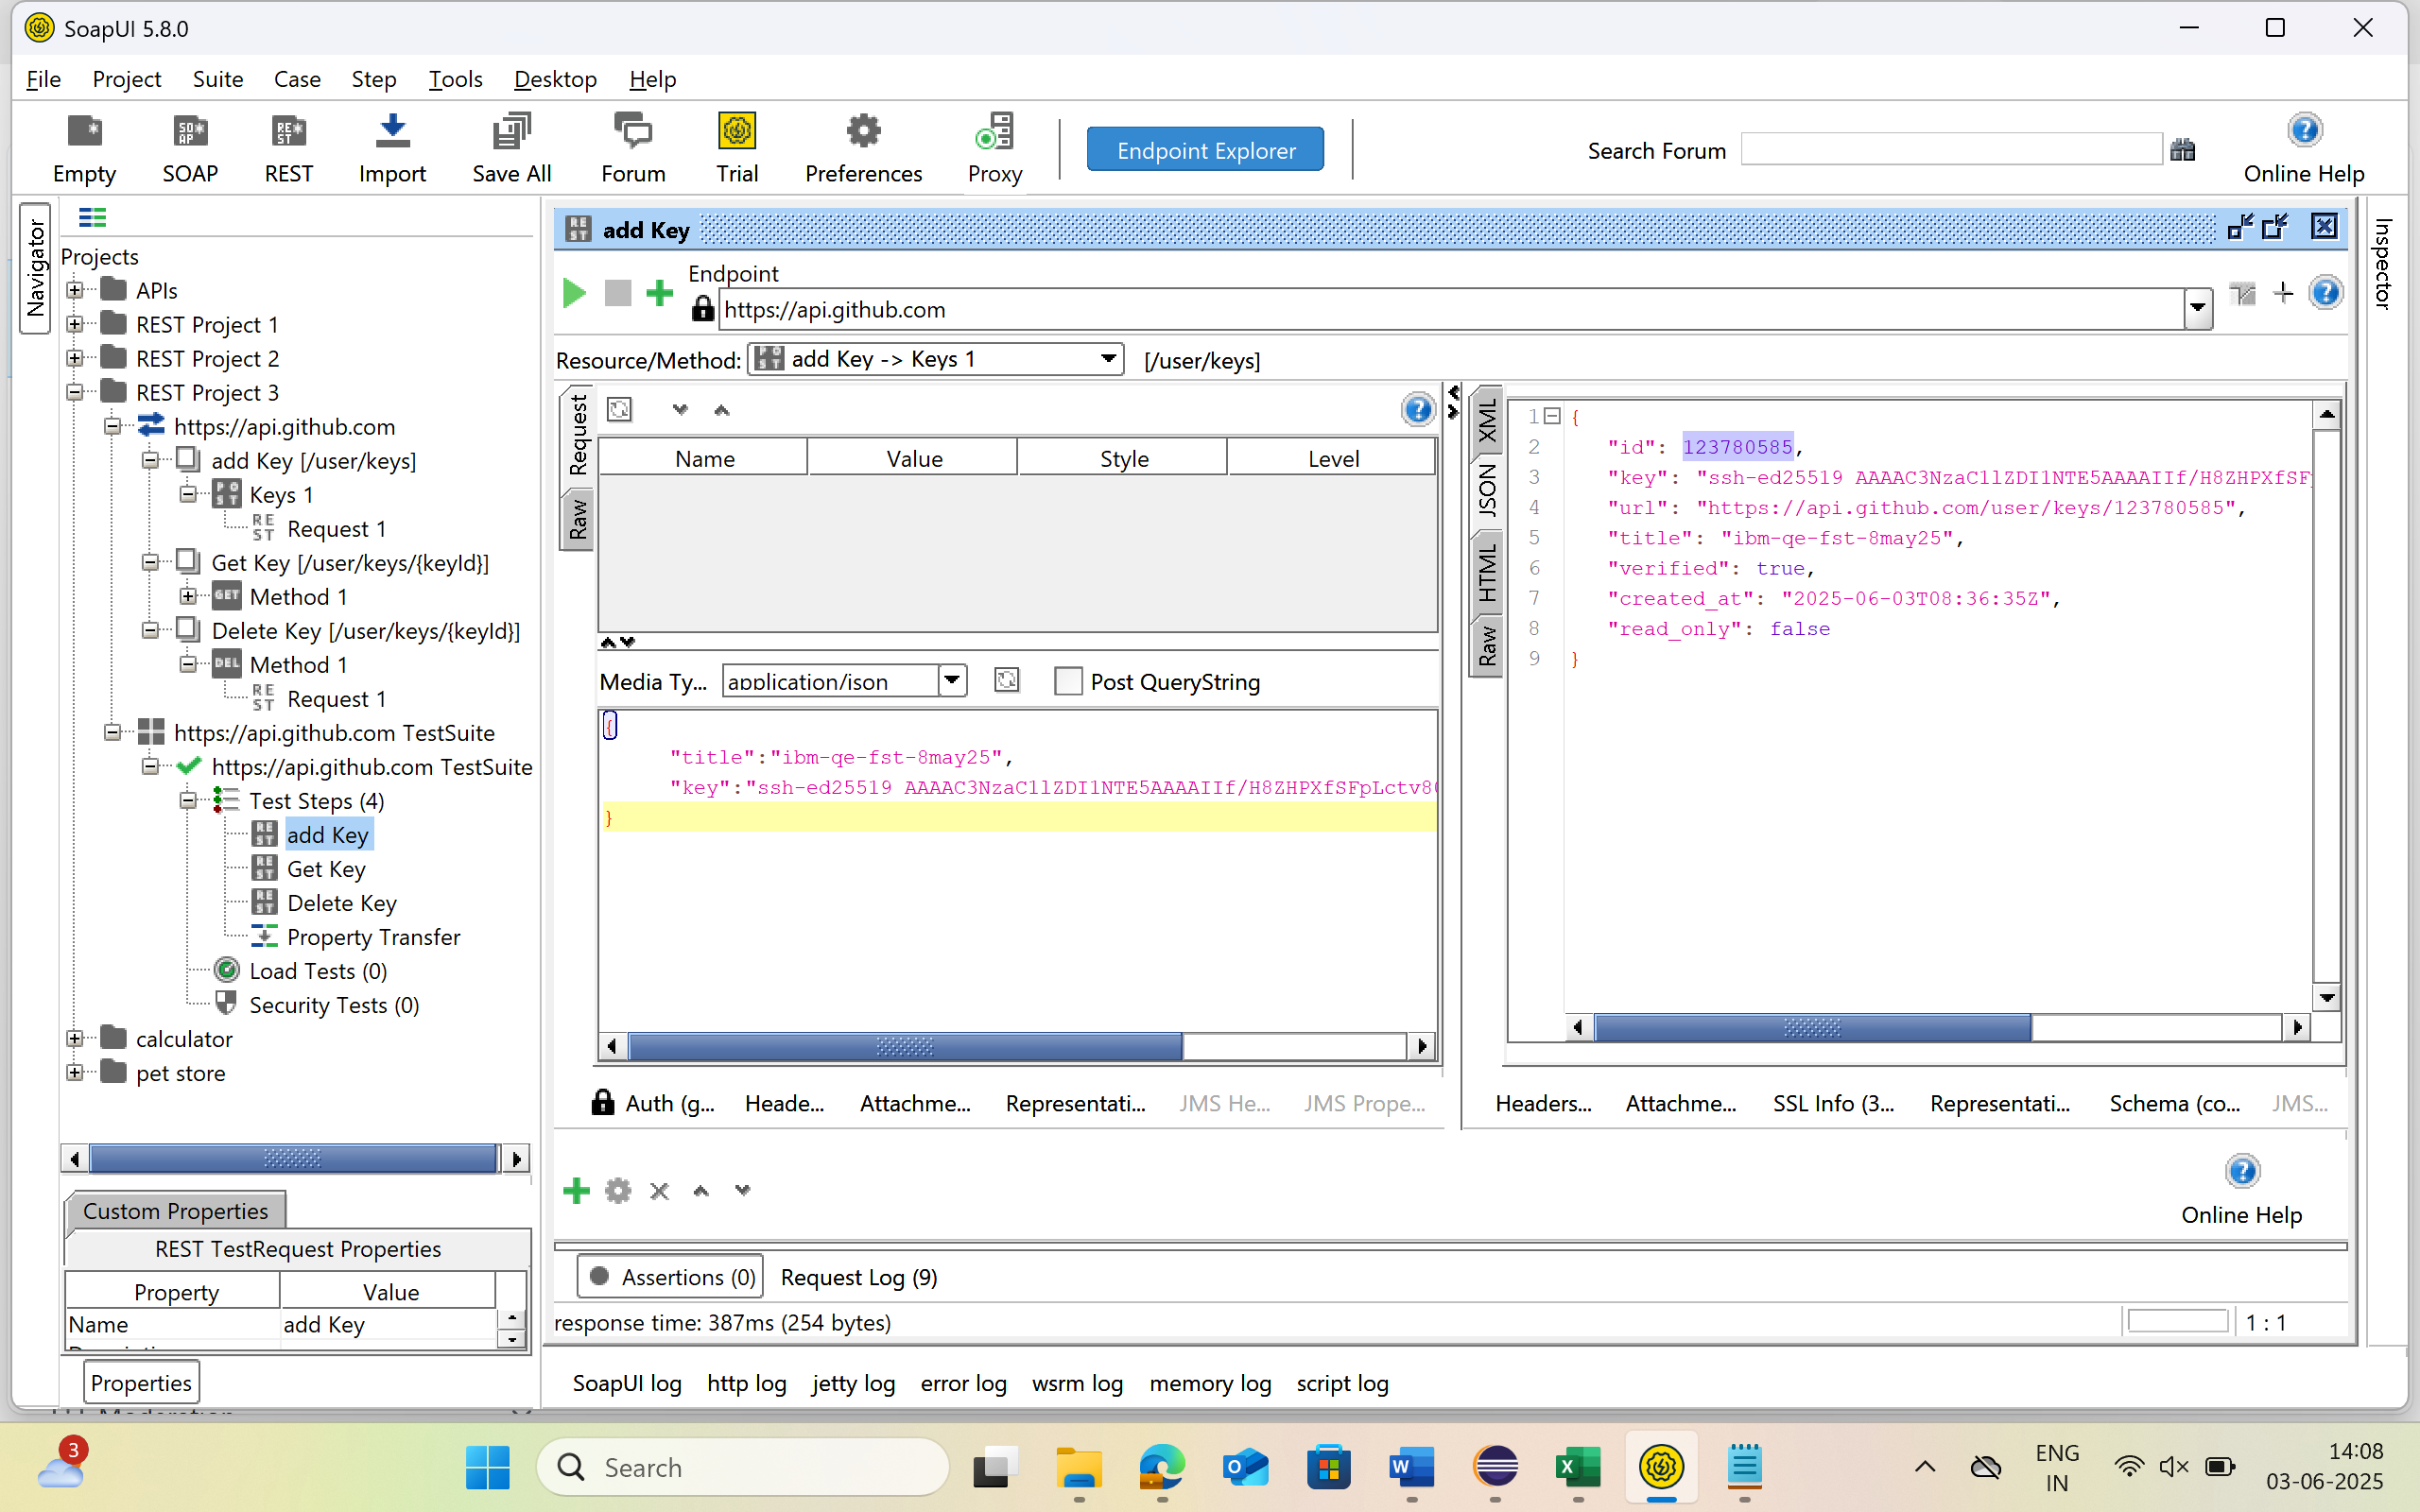 SoapUI 5.8.0
File Project Suite Case Step Tools Desktop Help
Empty SOAP REST Import Save All Forum Trial Preferences Proxy Endpoint Explorer Search Forum Online Help
Navigator
Projects
APIs
REST Project 1
REST Project 2
REST Project 3
https://api.github.com
add Key [/user/keys]
Keys 1
Request 1
Get Key [/user/keys/{keyId}]
Method 1
Delete Key [/user/keys/{keyId}]
Method 1
Request 1
https://api.github.com TestSuite
https://api.github.com TestSuite
Test Steps (4)
add Key
Get Key
Delete Key
Property Transfer
Load Tests (0)
Security Tests (0)
calculator
pet store
Custom Properties
REST TestRequest Properties
Property Value
Name add Key
Properties
add Key
Endpoint
https://api.github.com
Resource/Method: add Key -> Keys 1 [/user/keys]
Request
Raw
Name Value Style Level
Media Ty... application/json Post QueryString
{
"title":"ibm-qe-fst-8may25",
"key":"ssh-ed25519 AAAAC3NzaC1lZDI1NTE5AAAAIIf/H8ZHPXfSFpLctv8
}
Auth (g... Heade... Attachme... Representati... JMS He... JMS Prope...
XML
JSON
HTML
Raw
1 {
2 "id": 123780585,
3 "key": "ssh-ed25519 AAAAC3NzaC1lZDI1NTE5AAAAIIf/H8ZHPXfSF
4 "url": "https://api.github.com/user/keys/123780585",
5 "title": "ibm-qe-fst-8may25",
6 "verified": true,
7 "created_at": "2025-06-03T08:36:35Z",
8 "read_only": false
9 }
Headers... Attachme... SSL Info (3... Representati... Schema (co... JMS...
Inspector
Online Help
Assertions (0) Request Log (9)
response time: 387ms (254 bytes)
1 : 1
SoapUI log http log jetty log error log wsrm log memory log script log
3
Search
ENG
IN
14:08
03-06-2025